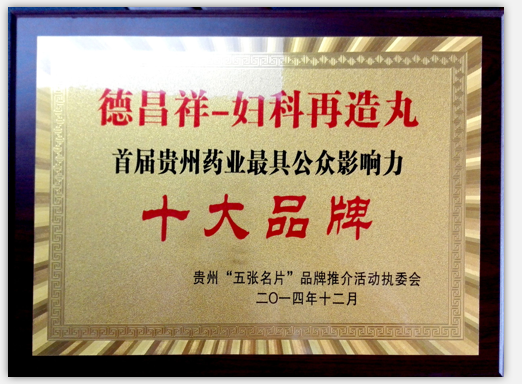 德昌祥-妇科再造丸
首届贵州药业最具公众影响力
十大品牌
贵州“五张名片”品牌推介活动执委会
二〇一四年十二月